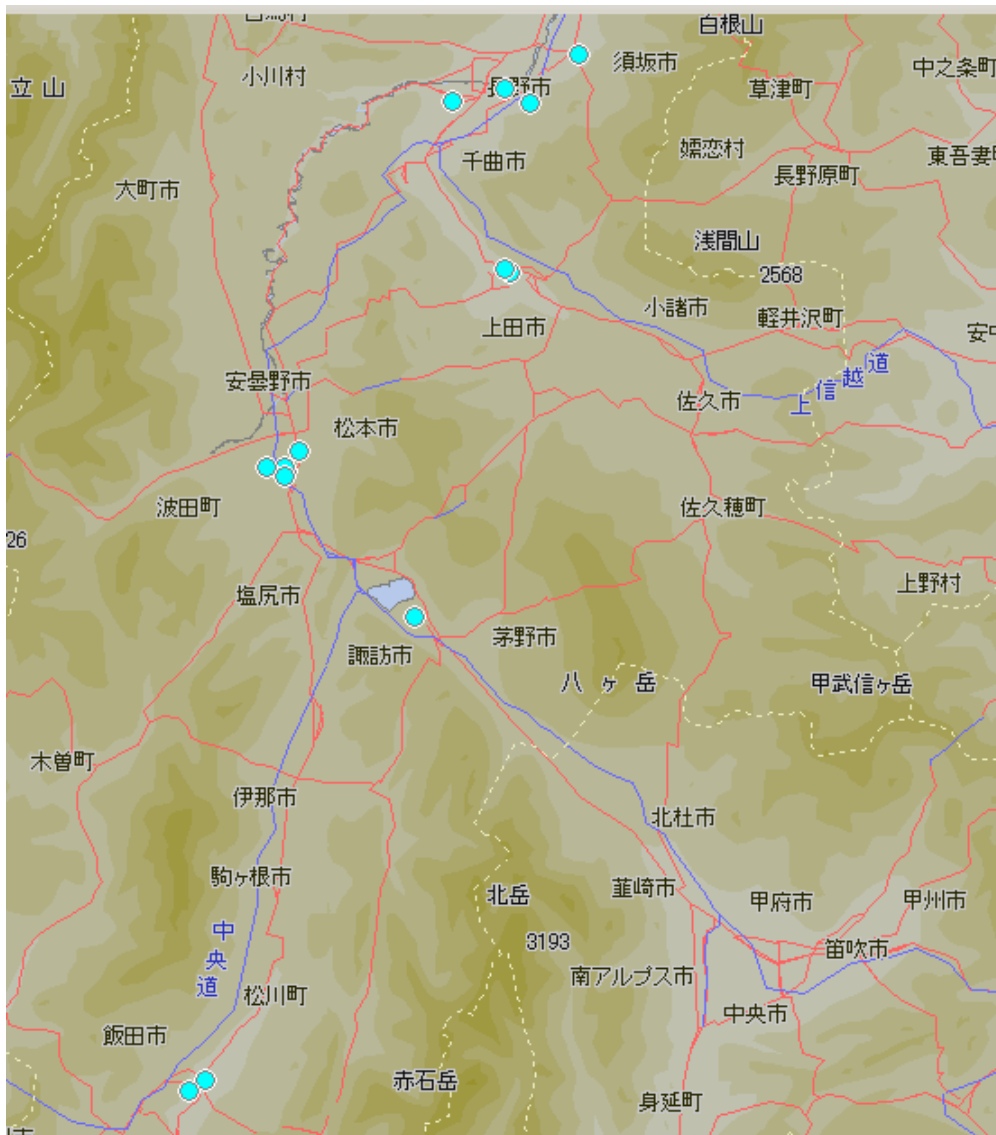 白根山
立山
小川村
須坂市
中之条町
長野市
草津町
嬬恋村
千曲市
長野原町
大町市
浅間山
2568
小諸市
軽井沢町
上田市
上信越道
安曇野市
佐久市
松本市
波田町
佐久穂町
26
上野村
塩尻市
茅野市
諏訪市
八ヶ岳
甲武信ヶ岳
木曽町
伊那市
北杜市
駒ヶ根市
韮崎市
北岳
甲府市
甲州市
3193
中央道
笛吹市
南アルプス市
松川町
中央市
飯田市
赤石岳
身延町